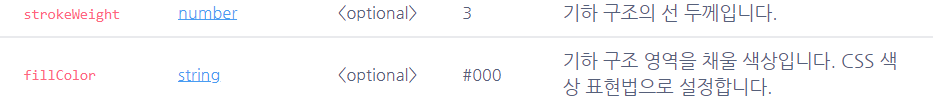 strokeWeight number 〈optional〉 3 기하 구조의 선 두께입니다.
fillColor string 〈optional〉 #000 기하 구조 영역을 채울 색상입니다. CSS 색
상 표현법으로 설정합니다.